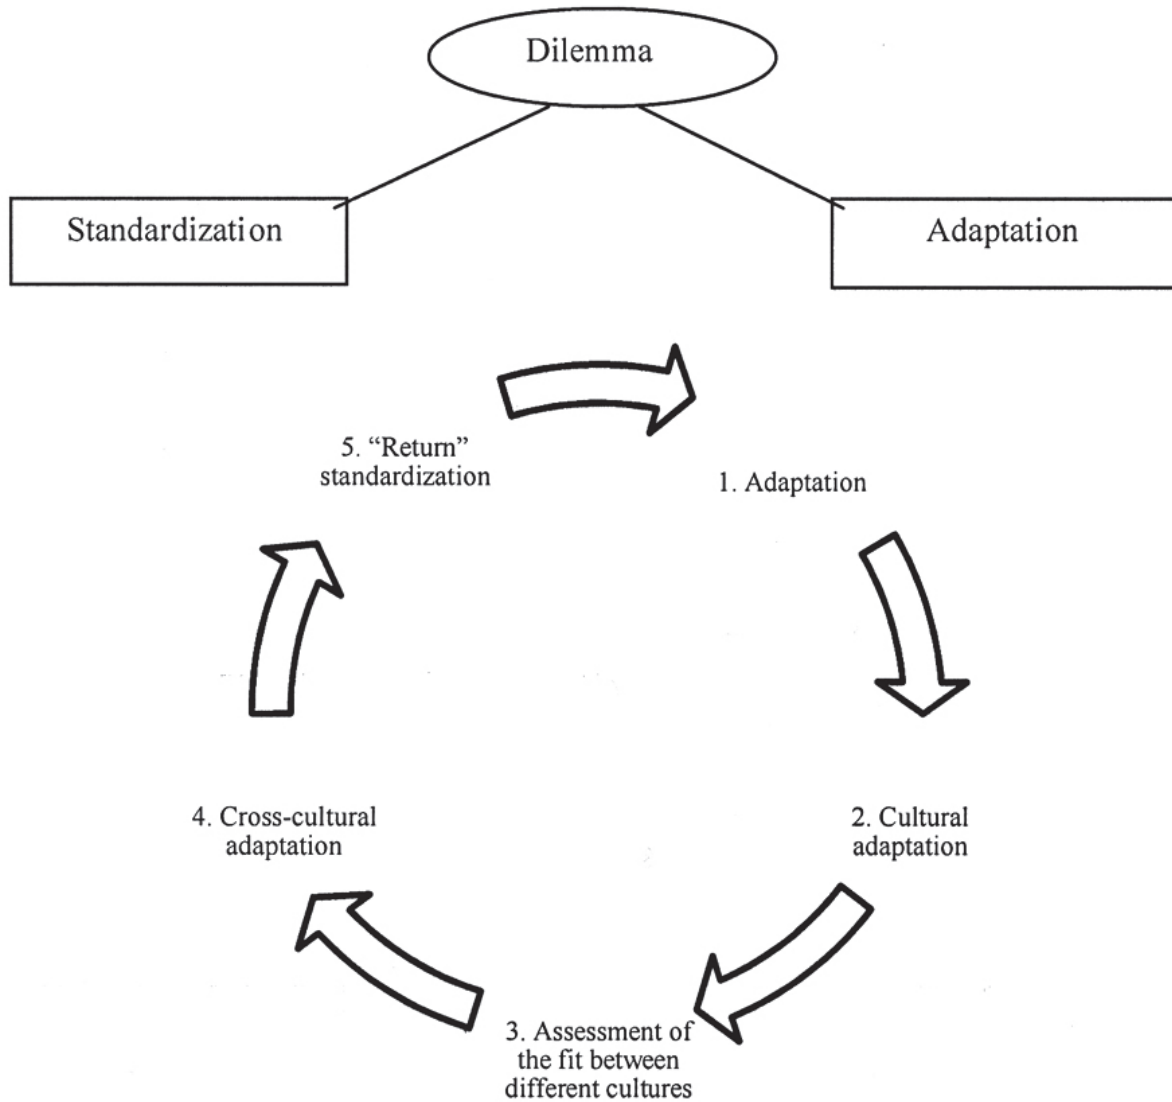 Dilemma
Standardization
Adaptation
5. “Return”
standardization
1. Adaptation
4. Cross-cultural
adaptation
2. Cultural
adaptation
3. Assessment of
the fit between
different cultures